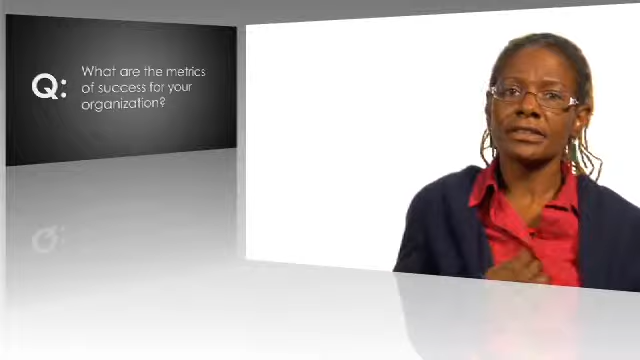 Q:
What are the metrics
of success for your
organization?